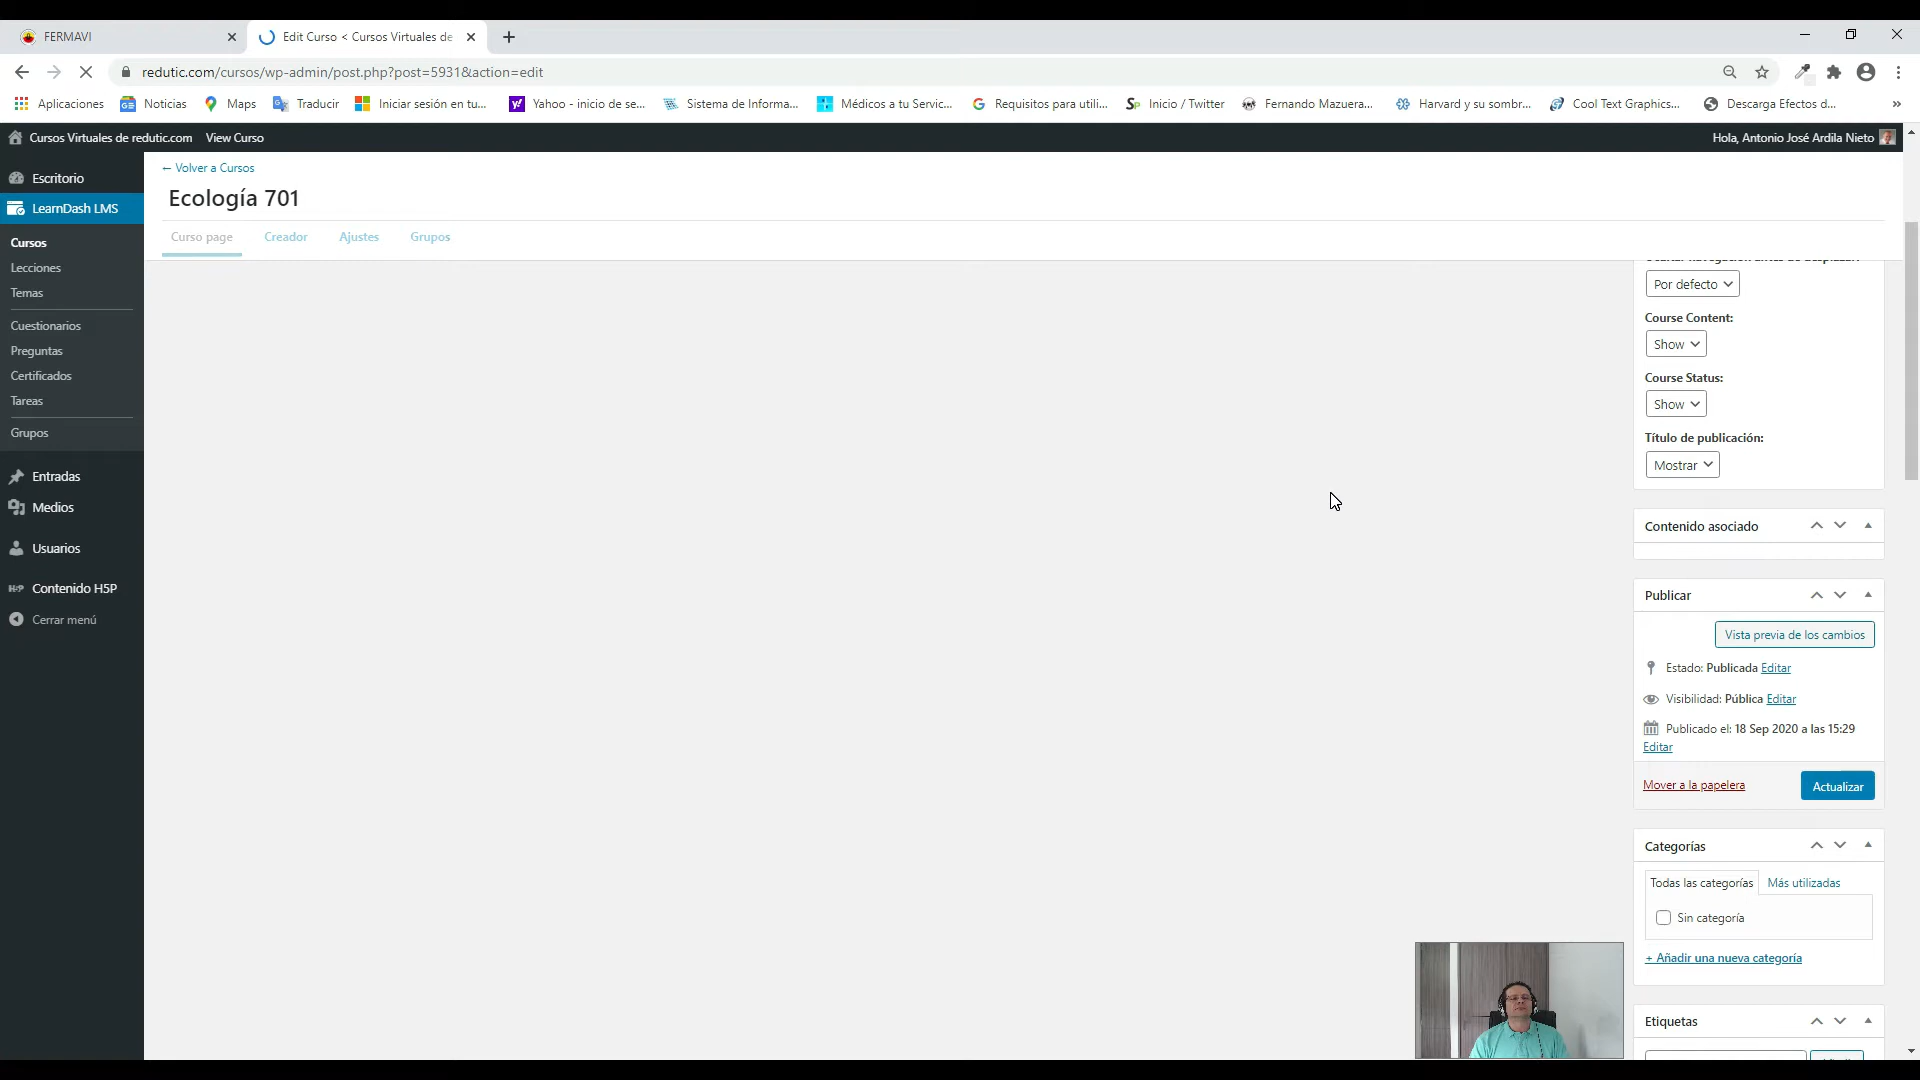 FERMAVI
Edit Curso < Cursos Virtuales de
redutic.com/cursos/wp-admin/post.php?post=5931&action=edit
Aplicaciones
Noticias
Maps
Traducir
Iniciar sesión en tu...
Yahoo - inicio de se...
Sistema de Informa...
Médicos a tu Servic...
Requisitos para utili...
Inicio / Twitter
Fernando Mazuera...
Harvard y su sombr...
Cool Text Graphics...
Descarga Efectos d...
»
Cursos Virtuales de redutic.com
View Curso
Hola, Antonio José Ardila Nieto
Escritorio
LearnDash LMS
Cursos
Lecciones
Temas
Cuestionarios
Preguntas
Certificados
Tareas
Grupos
Entradas
Medios
Usuarios
Contenido H5P
Cerrar menú
← Volver a Cursos
Ecología 701
Curso page
Creador
Ajustes
Grupos
Por defecto
Course Content:
Show
Course Status:
Show
Título de publicación:
Mostrar
Contenido asociado
Publicar
Vista previa de los cambios
Estado: Publicada Editar
Visibilidad: Pública Editar
Publicado el: 18 Sep 2020 a las 15:29
Editar
Mover a la papelera
Actualizar
Categorías
Todas las categorías
Más utilizadas
Sin categoría
+ Añadir una nueva categoría
Etiquetas